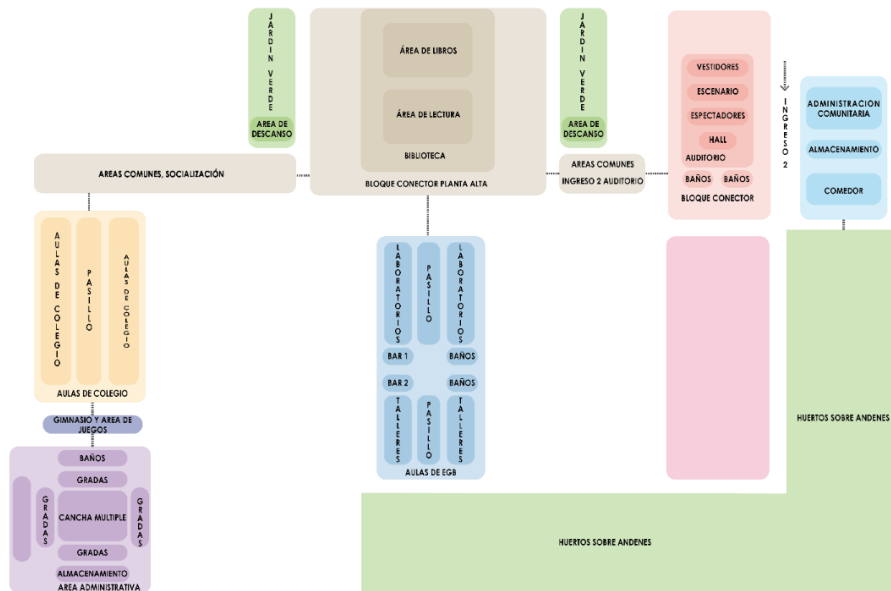 JARDIN VERDE
AREA DE
DESCANSO
ÁREA DE LIBROS
ÁREA DE LECTURA
BIBLIOTECA
BLOQUE CONECTOR PLANTA ALTA
JARDIN VERDE
AREA DE
DESCANSO
AREAS COMUNES
INGRESO 2 AUDITORIO
VESTIDORES
ESCENARIO
ESPECTADORES
HALL
AUDITORIO
BAÑOS
BAÑOS
BLOQUE CONECTOR
INGRESO 2
ADMINISTRACION
COMUNITARIA
ALMACENAMIENTO
COMEDOR
AREAS COMUNES, SOCIALIZACIÓN
AULAS DE COLEGIO
PASILLO
AULAS DE COLEGIO
AULAS DE COLEGIO
LABORATORIOS
PASILLO
LABORATORIOS
BAR 1
BAÑOS
BAR 2
BAÑOS
TALLERES
PASILLO
TALLERES
AULAS DE EGB
GIMNASIO Y AREA DE
JUEGOS
BAÑOS
GRADAS
GRADAS
CANCHA MULTIPLE
GRADAS
GRADAS
ALMACENAMIENTO
AREA ADMINISTRATIVA
HUERTOS SOBRE ANDENES
HUERTOS SOBRE ANDENES